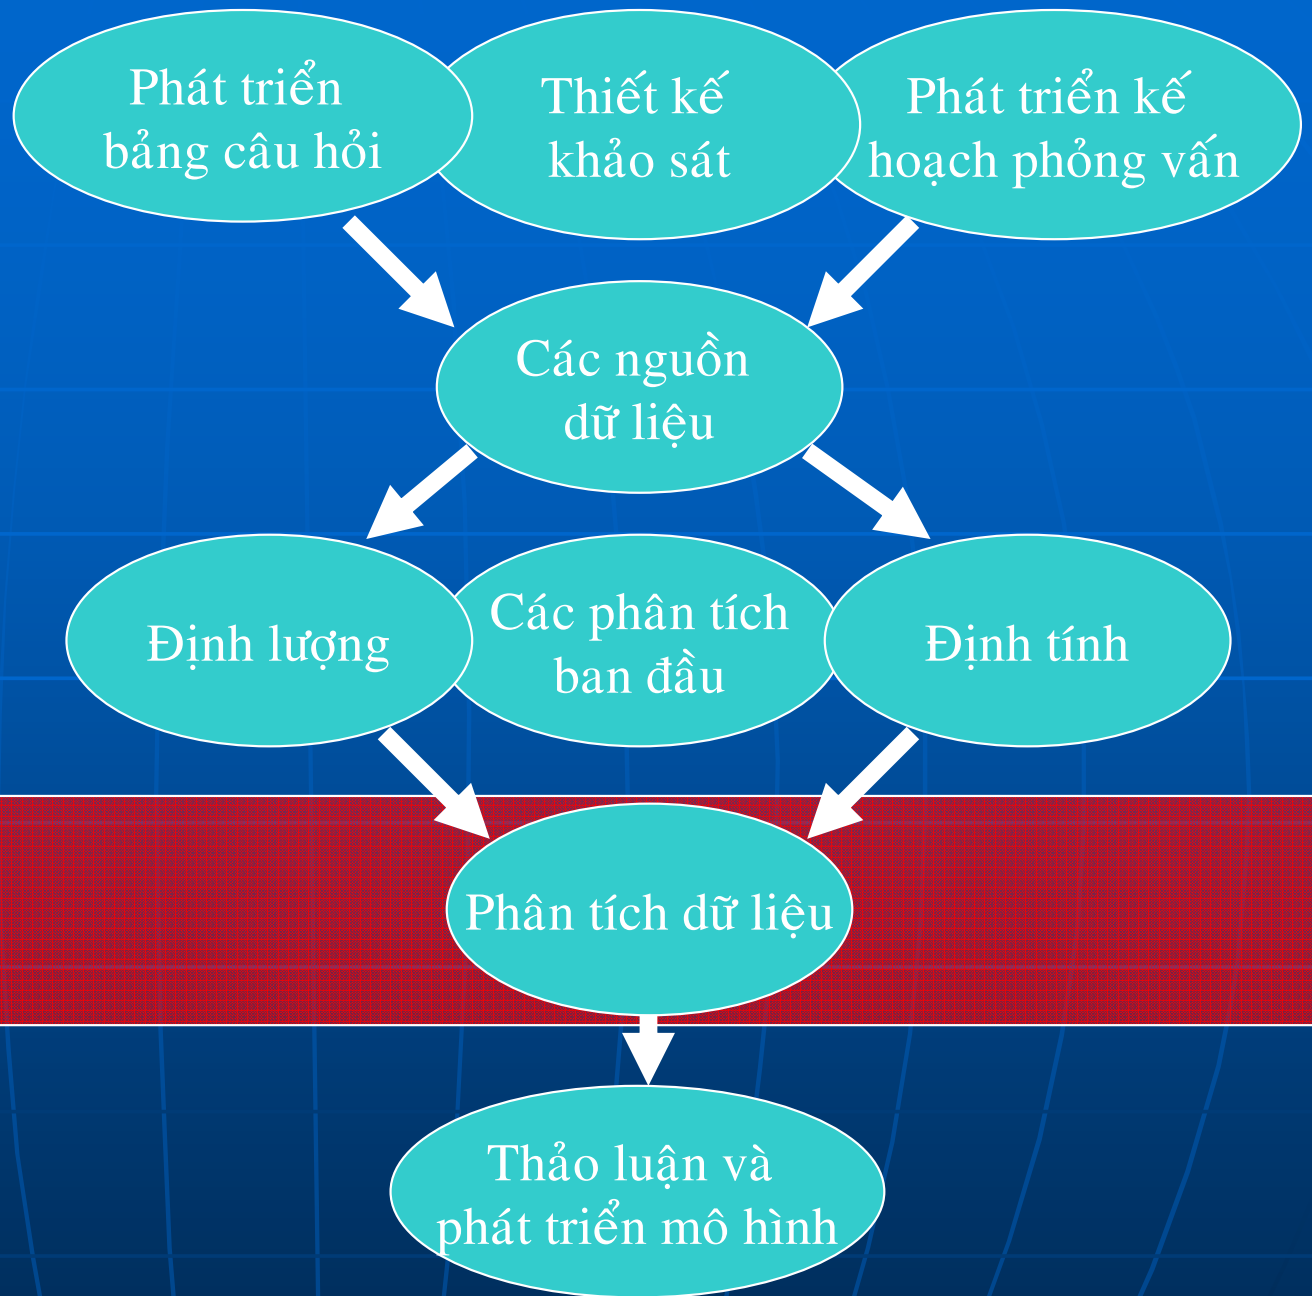 Phát triển
bảng câu hỏi
Thiết kế
khảo sát
Phát triển kế
hoạch phỏng vấn
Các nguồn
dữ liệu
Định lượng
Các phân tích
ban đầu
Định tính
Phân tích dữ liệu
Thảo luận và
phát triển mô hình